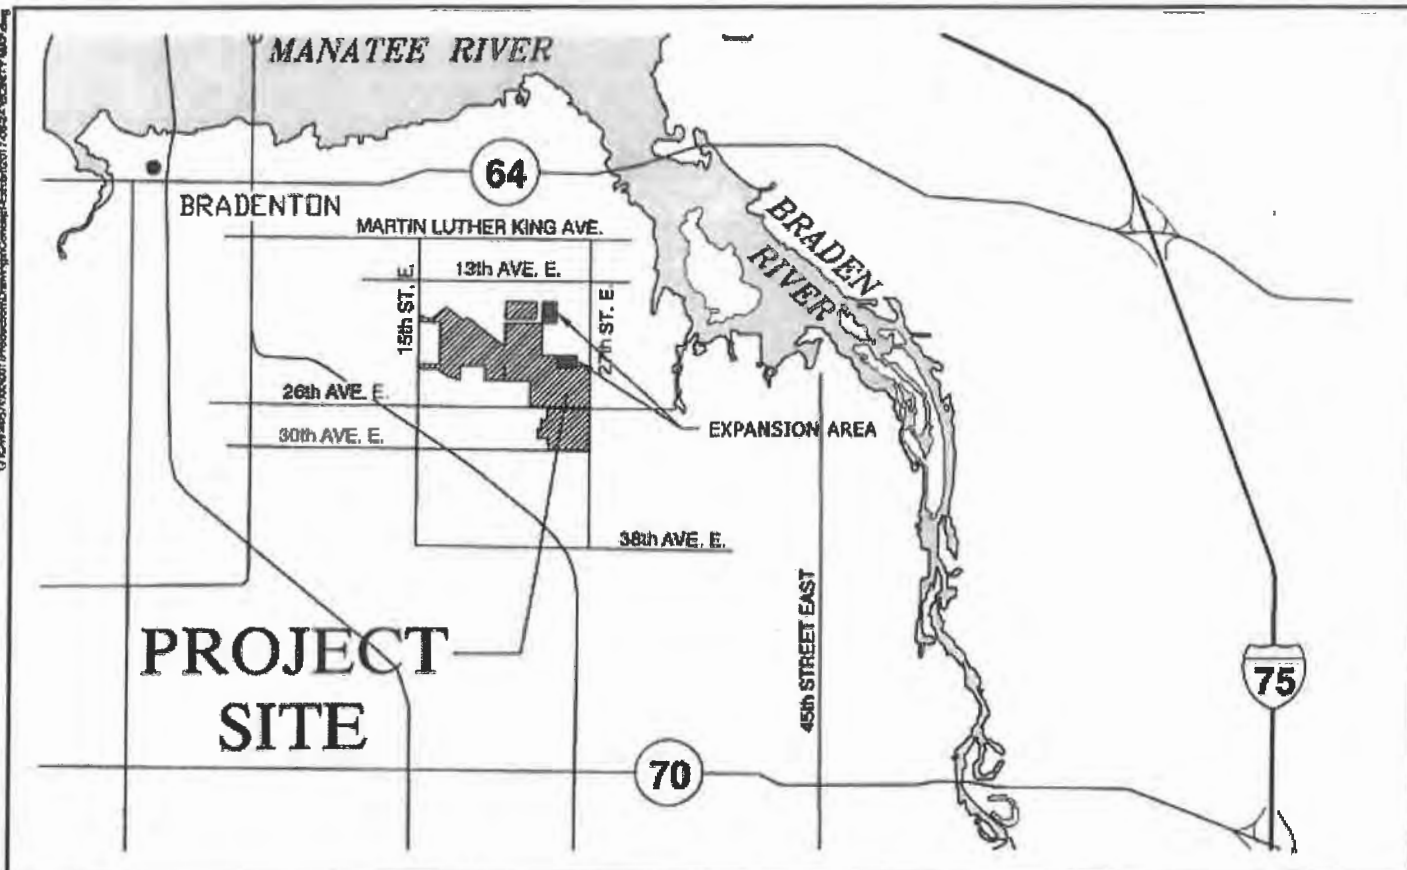 MANATEE RIVER
64
BRADENTON
MARTIN LUTHER KING AVE.
13th AVE. E.
15th ST. E.
27th ST. E.
BRADEN
RIVER
26th AVE. E.
30th AVE. E.
EXPANSION AREA
38th AVE. E.
45th STREET EAST
PROJECT
SITE
75
70